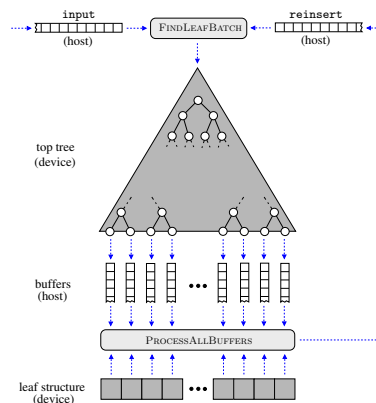 input
FINDLEAFBATCH
reinsert
(host)
(host)
top tree
(device)
buffers
(host)
PROCESSALLBUFFERS
leaf structure
(device)